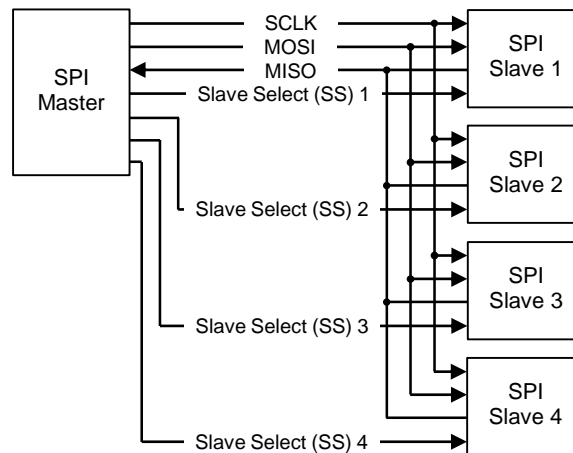 SPI
Master
SCLK
MOSI
MISO
Slave Select (SS) 1
Slave Select (SS) 2
Slave Select (SS) 3
Slave Select (SS) 4
SPI
Slave 1
SPI
Slave 2
SPI
Slave 3
SPI
Slave 4